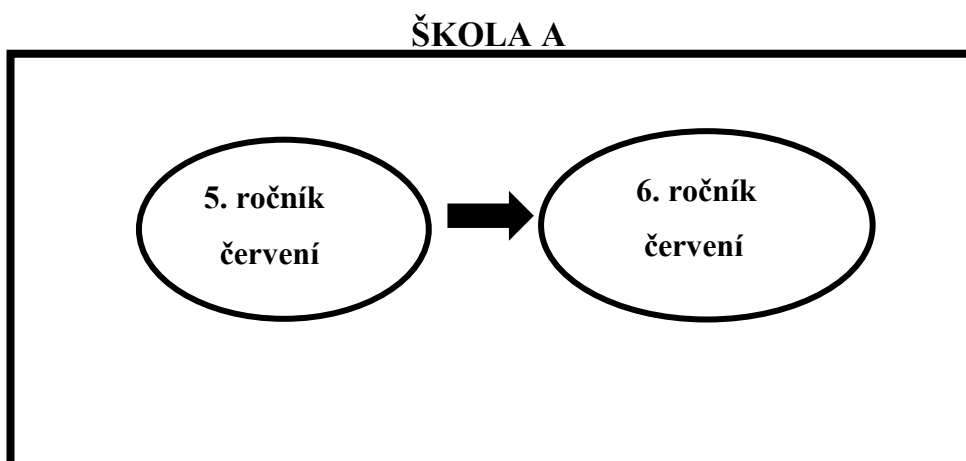 ŠKOLA A
5. ročník
červení
6. ročník
červení